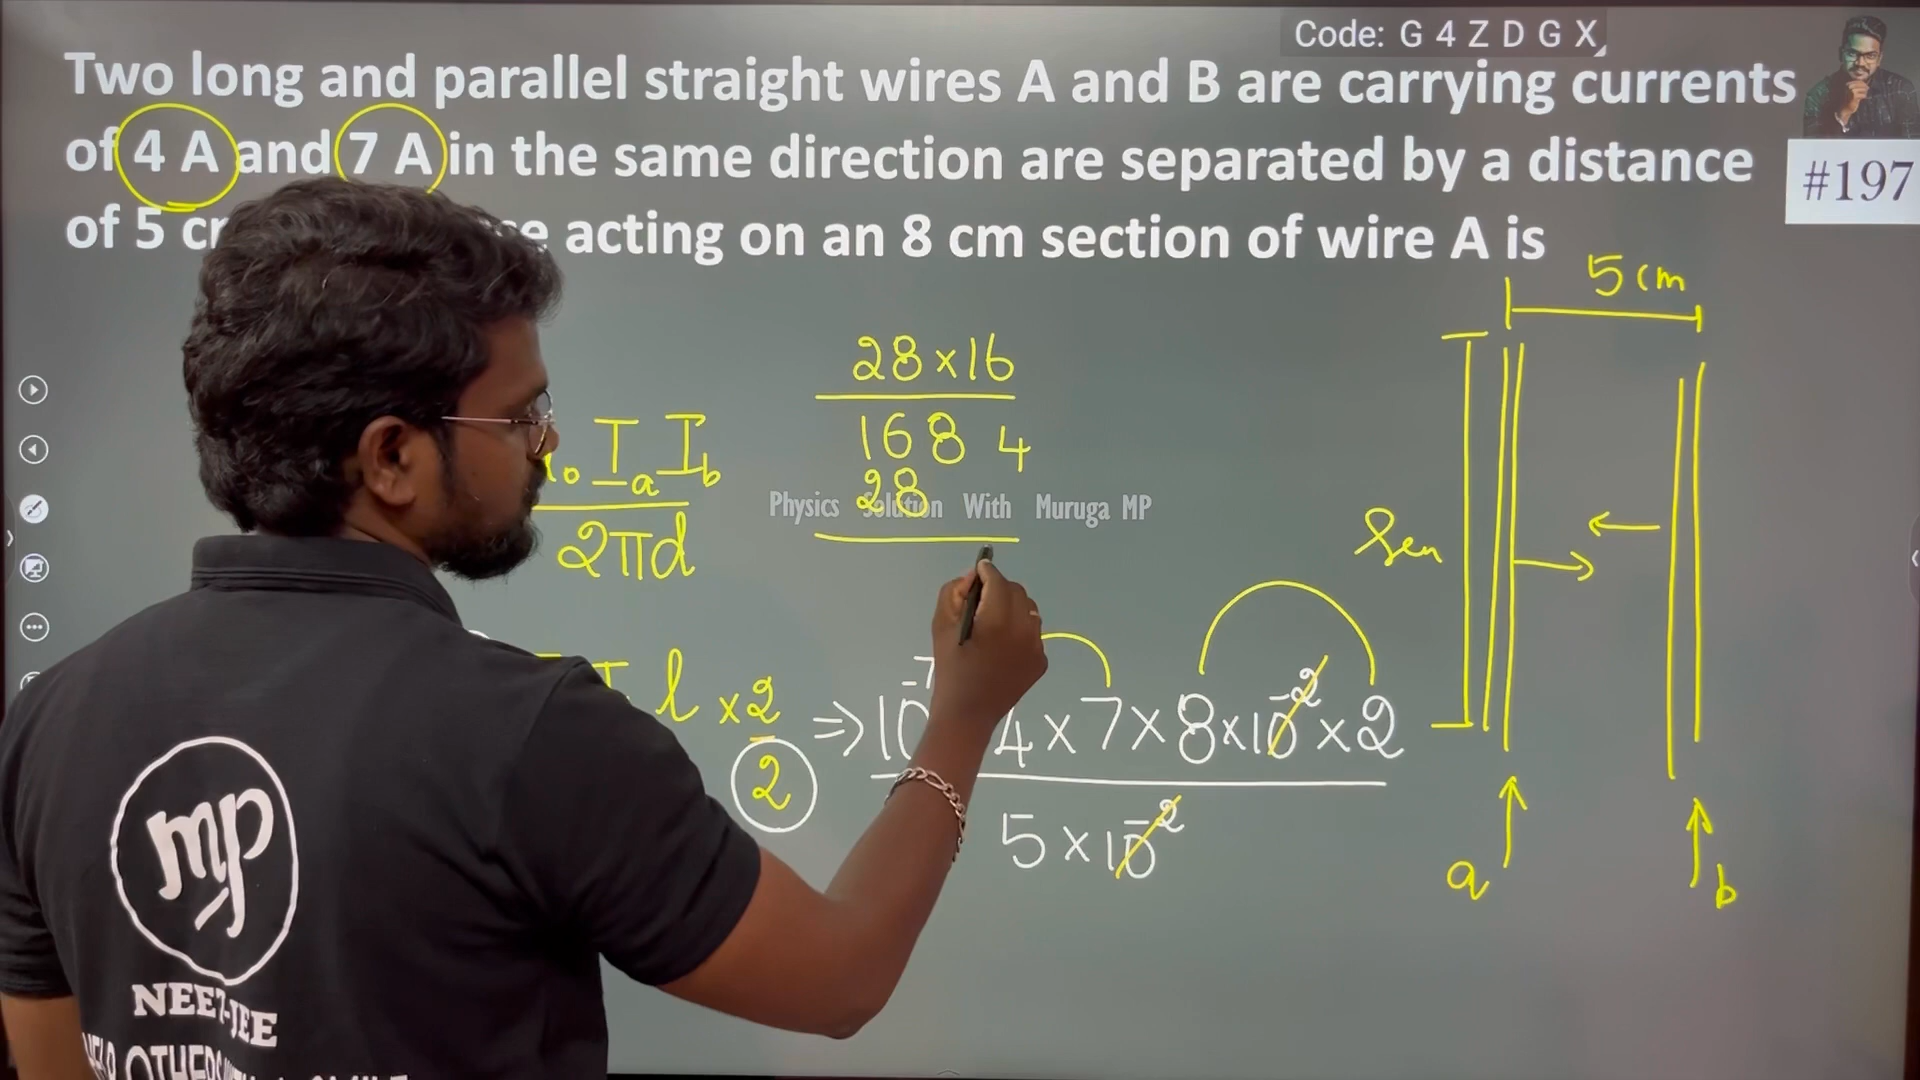 Code: G 4 Z D G X
Two long and parallel straight wires A and B are carrying currents
of 4 A and 7 A in the same direction are separated by a distance
#197
of 5 acting on an 8 cm section of wire A is
5 cm
28×16
168 4
28
I_a I_b
2πd
Physics Solution With Muruga MP
l × 2
2
⇒ 10^-7 4×7×8×10^-2×2
5×10^-2
a
b
mp
NEET-JEE